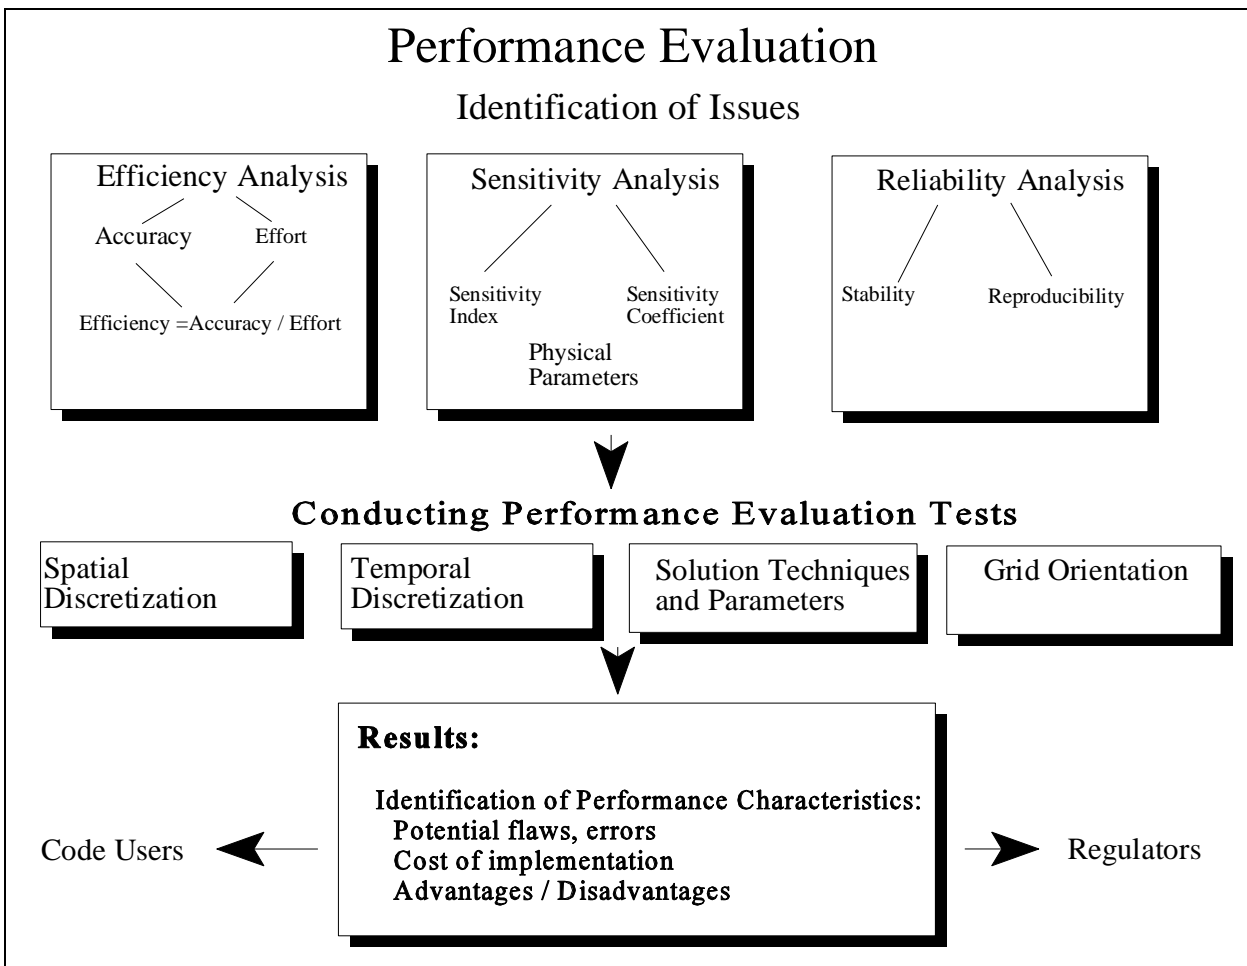 Performance Evaluation
Identification of Issues
Efficiency Analysis
Accuracy
Effort
Efficiency =Accuracy / Effort
Sensitivity Analysis
Sensitivity
Index
Sensitivity
Coefficient
Physical
Parameters
Reliability Analysis
Stability
Reproducibility
Conducting Performance Evaluation Tests
Spatial
Discretization
Temporal
Discretization
Solution Techniques
and Parameters
Grid Orientation
Results:
Identification of Performance Characteristics:
Potential flaws, errors
Cost of implementation
Advantages / Disadvantages
Code Users
Regulators